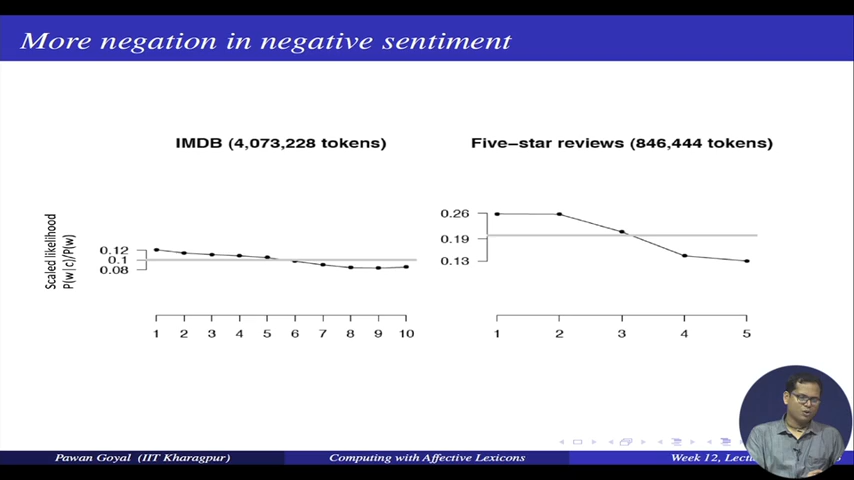 More negation in negative sentiment
IMDB (4,073,228 tokens)
Scaled likelihood
P(w|c)/P(w)
0.12
0.1
0.08
1 2 3 4 5 6 7 8 9 10
Five−star reviews (846,444 tokens)
0.26
0.19
0.13
1 2 3 4 5
Pawan Goyal (IIT Kharagpur) Computing with Affective Lexicons Week 12,